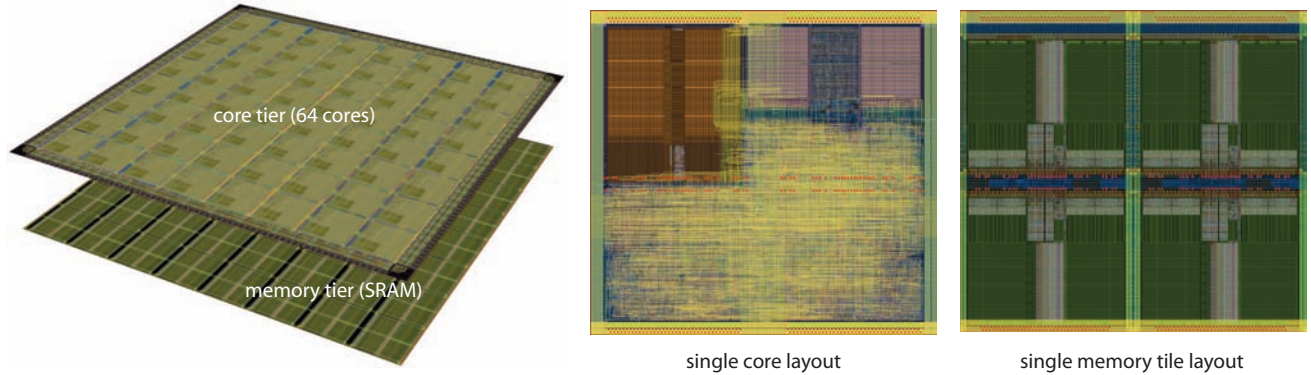 core tier (64 cores)
memory tier (SRAM)
single core layout
single memory tile layout